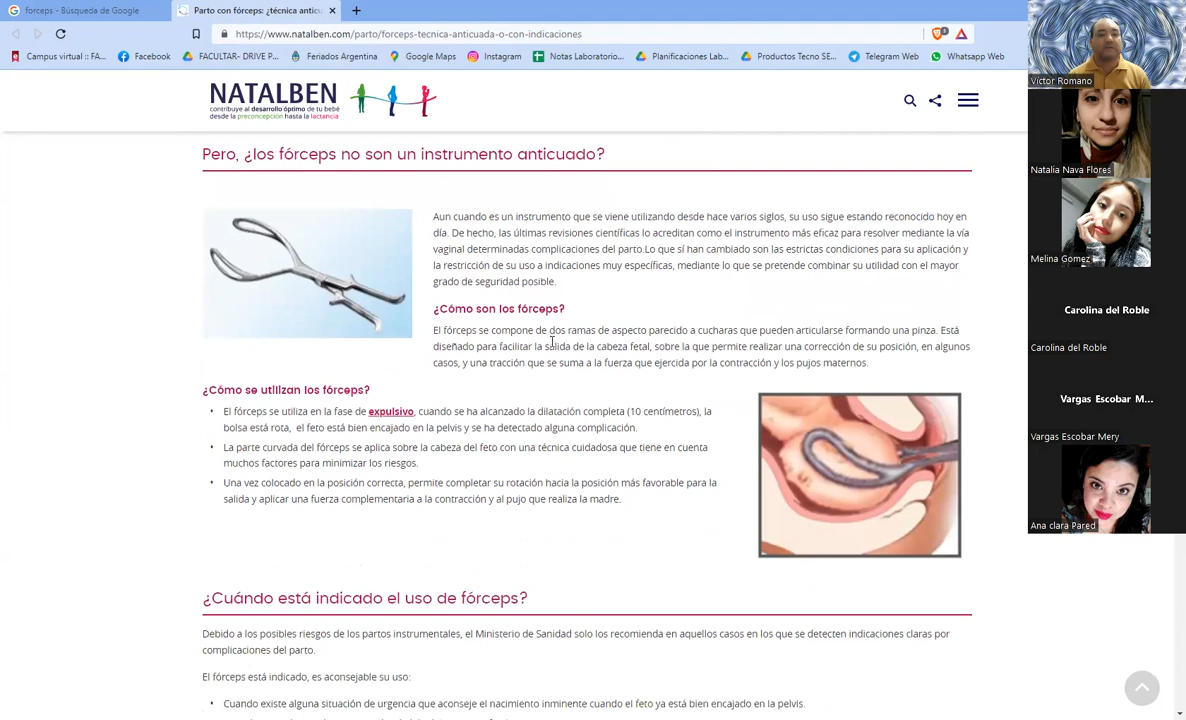 forceps - Búsqueda de Google
Parto con fórceps: ¿técnica anticu
https://www.natalben.com/parto/forceps-tecnica-anticuada-o-con-indicaciones
Campus virtual :: FA...
Facebook
FACULTAR- DRIVE P...
Feriados Argentina
Google Maps
Instagram
Notas Laboratorio...
Planificaciones Lab...
Productos Tecno SE...
Telegram Web
Whatsapp Web
NATALBEN
contribuye al desarrollo óptimo de tu bebé
desde la preconcepción hasta la lactancia
Pero, ¿los fórceps no son un instrumento anticuado?
Aun cuando es un instrumento que se viene utilizando desde hace varios siglos, su uso sigue estando reconocido hoy en
día. De hecho, las últimas revisiones científicas lo acreditan como el instrumento más eficaz para resolver mediante la vía
vaginal determinadas complicaciones del parto.Lo que sí han cambiado son las estrictas condiciones para su aplicación y
la restricción de su uso a indicaciones muy específicas, mediante lo que se pretende combinar su utilidad con el mayor
grado de seguridad posible.
¿Cómo son los fórceps?
El fórceps se compone de dos ramas de aspecto parecido a cucharas que pueden articularse formando una pinza. Está
diseñado para facilitar la salida de la cabeza fetal, sobre la que permite realizar una corrección de su posición, en algunos
casos, y una tracción que se suma a la fuerza que ejercida por la contracción y los pujos maternos.
¿Cómo se utilizan los fórceps?
• El fórceps se utiliza en la fase de expulsivo, cuando se ha alcanzado la dilatación completa (10 centímetros), la
bolsa está rota, el feto está bien encajado en la pelvis y se ha detectado alguna complicación.
• La parte curvada del fórceps se aplica sobre la cabeza del feto con una técnica cuidadosa que tiene en cuenta
muchos factores para minimizar los riesgos.
• Una vez colocado en la posición correcta, permite completar su rotación hacia la posición más favorable para la
salida y aplicar una fuerza complementaria a la contracción y al pujo que realiza la madre.
¿Cuándo está indicado el uso de fórceps?
Debido a los posibles riesgos de los partos instrumentales, el Ministerio de Sanidad solo los recomienda en aquellos casos en los que se detecten indicaciones claras por
complicaciones del parto.
El fórceps está indicado, es aconsejable su uso:
• Cuando existe alguna situación de urgencia que aconseje el nacimiento inminente cuando el feto ya está bien encajado en la pelvis.
Victor Romano
Natalia Nava Flores
Melina Gomez
Carolina del Roble
Carolina del Roble
Vargas Escobar M...
Vargas Escobar Mery
Ana clara Pared